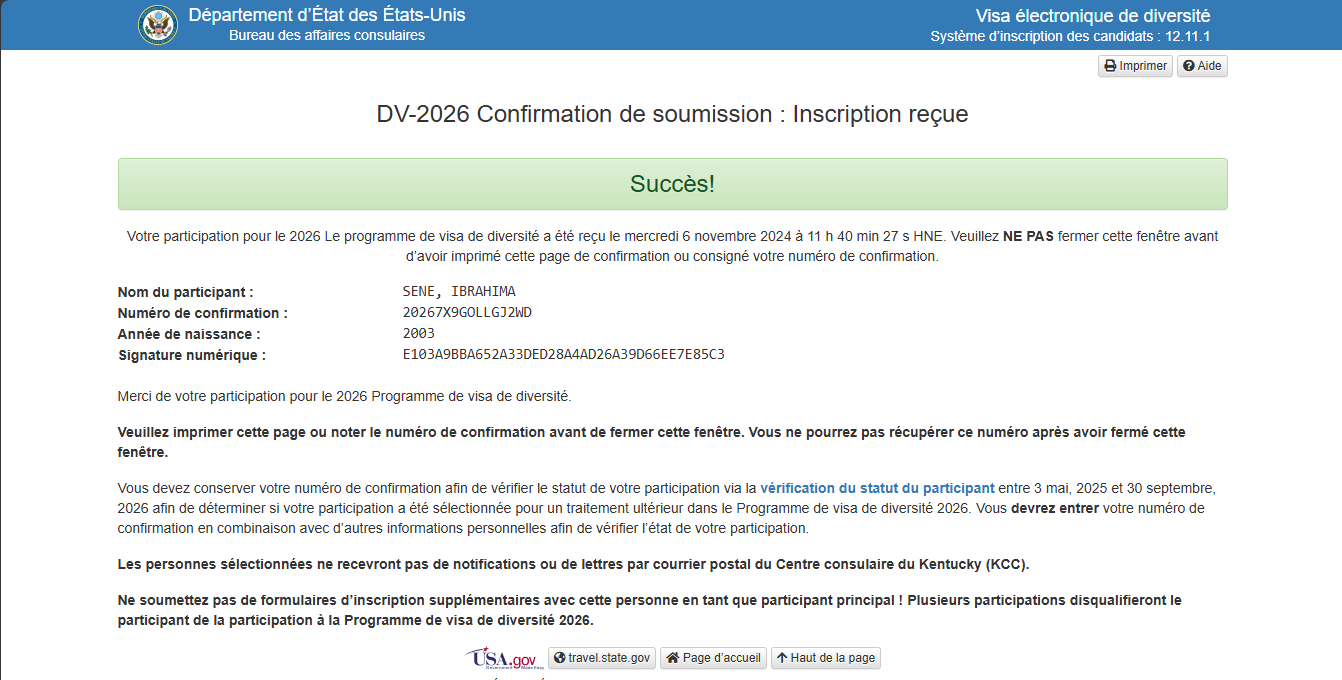 Département d’État des États-Unis
Bureau des affaires consulaires
Visa électronique de diversité
Système d’inscription des candidats : 12.11.1
Imprimer
Aide
DV-2026 Confirmation de soumission : Inscription reçue
Succès!
Votre participation pour le 2026 Le programme de visa de diversité a été reçu le mercredi 6 novembre 2024 à 11 h 40 min 27 s HNE. Veuillez NE PAS fermer cette fenêtre avant
d’avoir imprimé cette page de confirmation ou consigné votre numéro de confirmation.
Nom du participant : SENE, IBRAHIMA
Numéro de confirmation : 20267X9GOLLGJ2WD
Année de naissance : 2003
Signature numérique : E103A9BBA652A33DED28A4AD26A39D66EE7E85C3
Merci de votre participation pour le 2026 Programme de visa de diversité.
Veuillez imprimer cette page ou noter le numéro de confirmation avant de fermer cette fenêtre. Vous ne pourrez pas récupérer ce numéro après avoir fermé cette
fenêtre.
Vous devez conserver votre numéro de confirmation afin de vérifier le statut de votre participation via la vérification du statut du participant entre 3 mai, 2025 et 30 septembre,
2026 afin de déterminer si votre participation a été sélectionnée pour un traitement ultérieur dans le Programme de visa de diversité 2026. Vous devrez entrer votre numéro de
confirmation en combinaison avec d’autres informations personnelles afin de vérifier l’état de votre participation.
Les personnes sélectionnées ne recevront pas de notifications ou de lettres par courrier postal du Centre consulaire du Kentucky (KCC).
Ne soumettez pas de formulaires d’inscription supplémentaires avec cette personne en tant que participant principal ! Plusieurs participations disqualifieront le
participant de la participation à la Programme de visa de diversité 2026.
USA.gov
Government Made Easy
travel.state.gov
Page d’accueil
Haut de la page